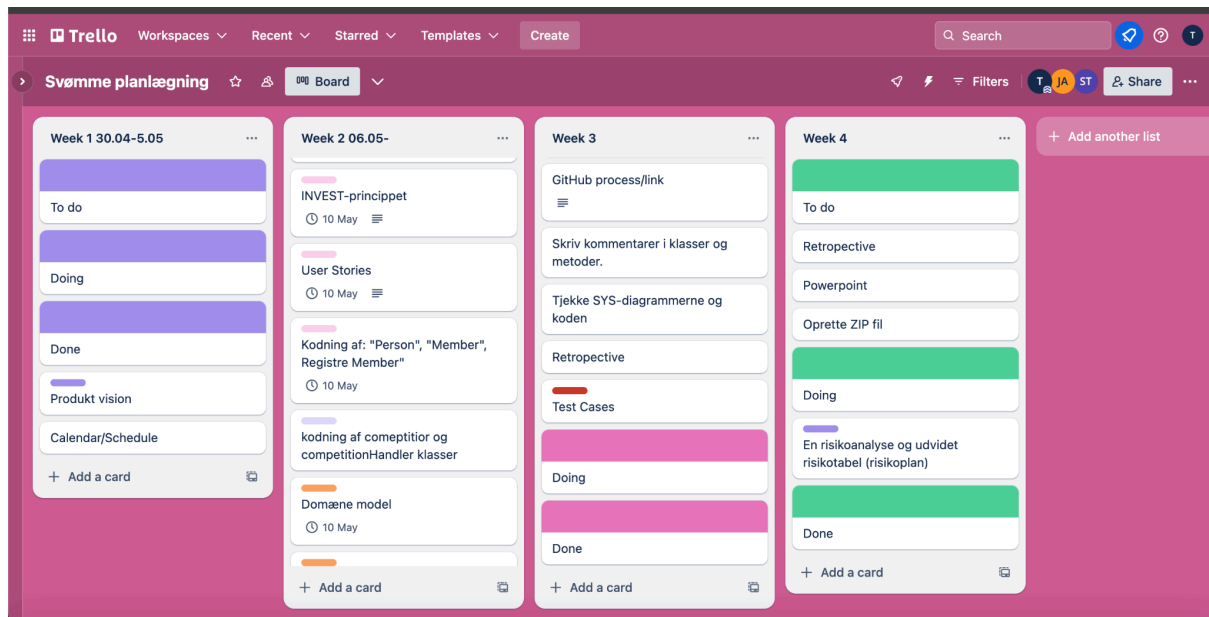 Trello
Workspaces
Recent
Starred
Templates
Create
Search
T
Svømme planlægning
Board
Filters
T
JA
ST
Share
Week 1 30.04-5.05
To do
Doing
Done
Produkt vision
Calendar/Schedule
+ Add a card
Week 2 06.05-
INVEST-princippet
10 May
User Stories
10 May
Kodning af: "Person", "Member",
Registre Member"
10 May
kodning af comeptitior og
competitionHandler klasser
Domæne model
10 May
+ Add a card
Week 3
GitHub process/link
Skriv kommentarer i klasser og
metoder.
Tjekke SYS-diagrammerne og
koden
Retropective
Test Cases
Doing
Done
+ Add a card
Week 4
To do
Retropective
Powerpoint
Oprette ZIP fil
Doing
En risikoanalyse og udvidet
risikotabel (risikoplan)
Done
+ Add a card
+ Add another list